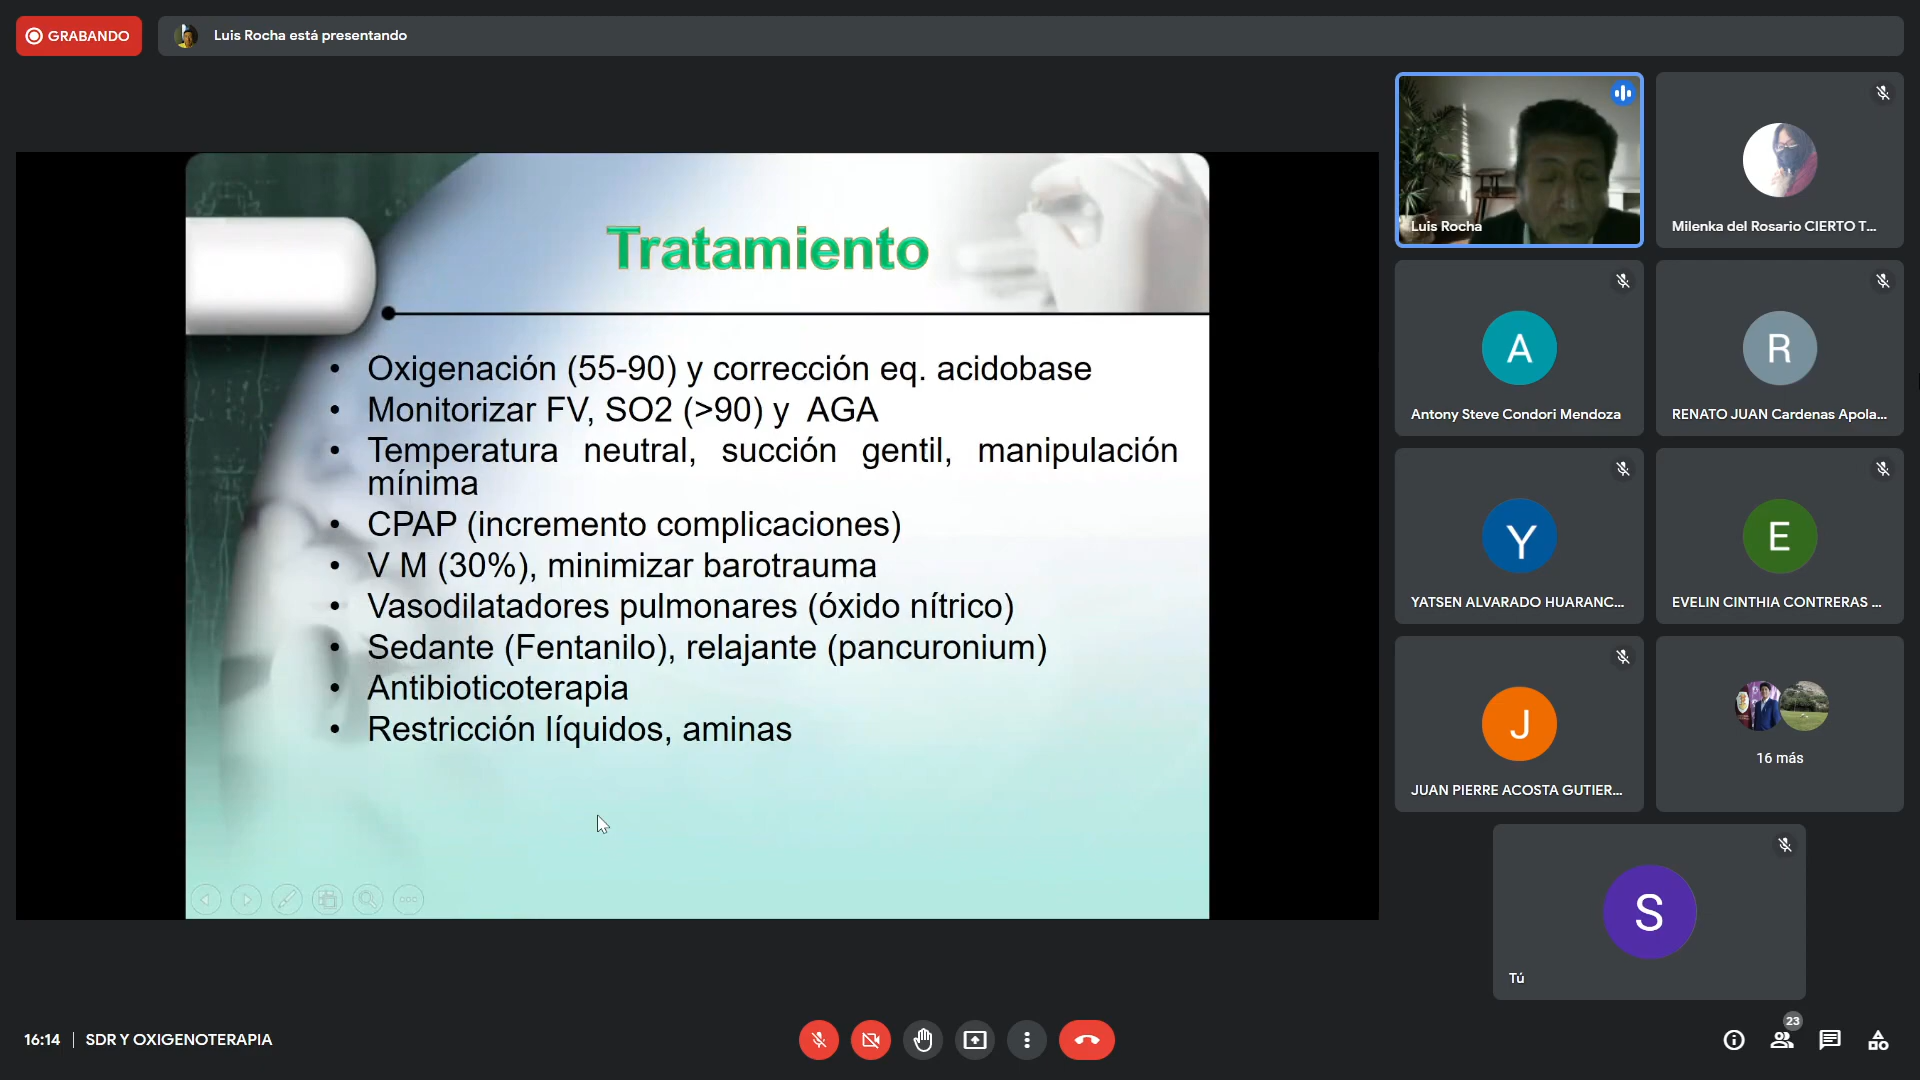 GRABANDO
Luis Rocha está presentando
Tratamiento
• Oxigenación (55-90) y corrección eq. acidobase
• Monitorizar FV, SO2 (>90) y AGA
• Temperatura neutral, succión gentil, manipulación
mínima
• CPAP (incremento complicaciones)
• V M (30%), minimizar barotrauma
• Vasodilatadores pulmonares (óxido nítrico)
• Sedante (Fentanilo), relajante (pancuronium)
• Antibioticoterapia
• Restricción líquidos, aminas
Luis Rocha
Milenka del Rosario CIERTO T...
A
Antony Steve Condori Mendoza
R
RENATO JUAN Cardenas Apola...
Y
YATSEN ALVARADO HUARANC...
E
EVELIN CINTHIA CONTRERAS ...
J
JUAN PIERRE ACOSTA GUTIER...
16 más
S
Tú
16:14 | SDR Y OXIGENOTERAPIA
23